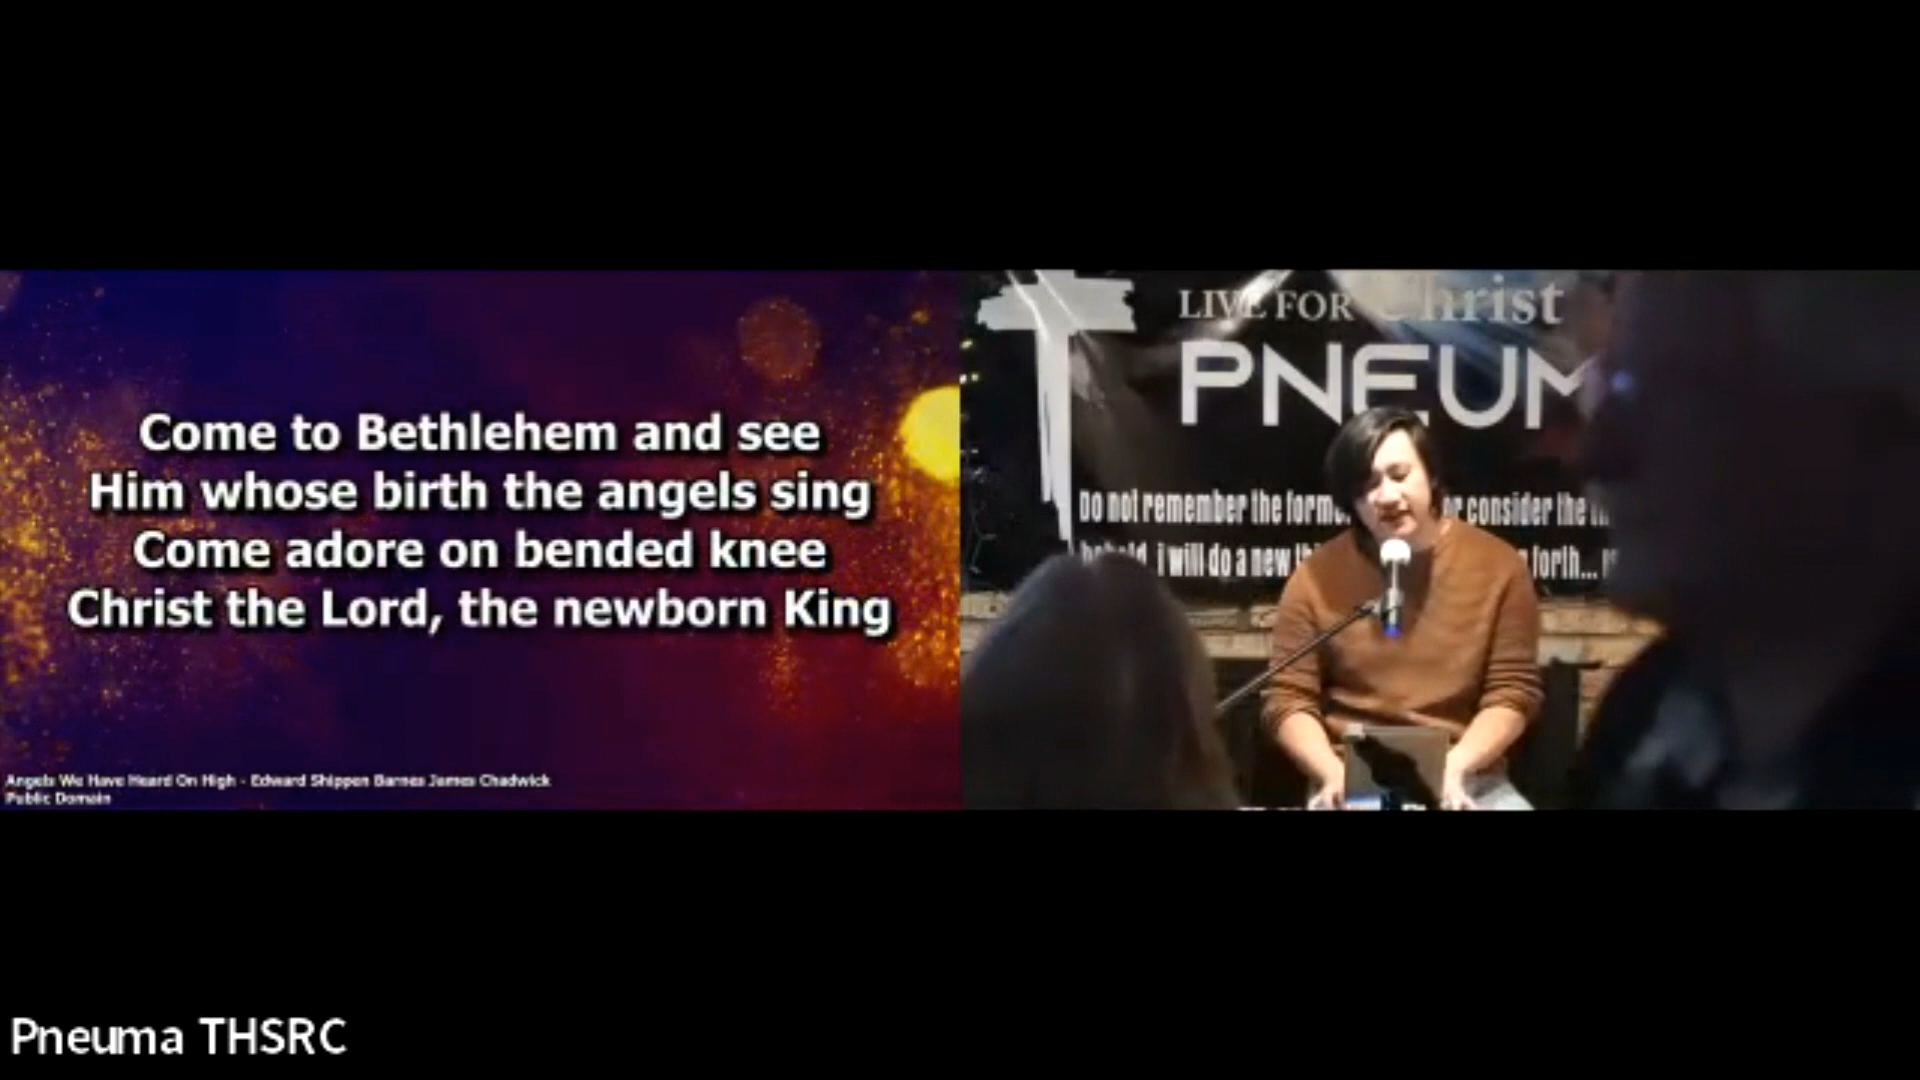 Come to Bethlehem and see
Him whose birth the angels sing
Come adore on bended knee
Christ the Lord, the newborn King
Angels We Have Heard On High - Edward Shippen Barnes James Chadwick
Public Domain
LIVE FOR Christ
PNEUM
Do not remember the or consider the
i will do a new forth...
Pneuma THSRC